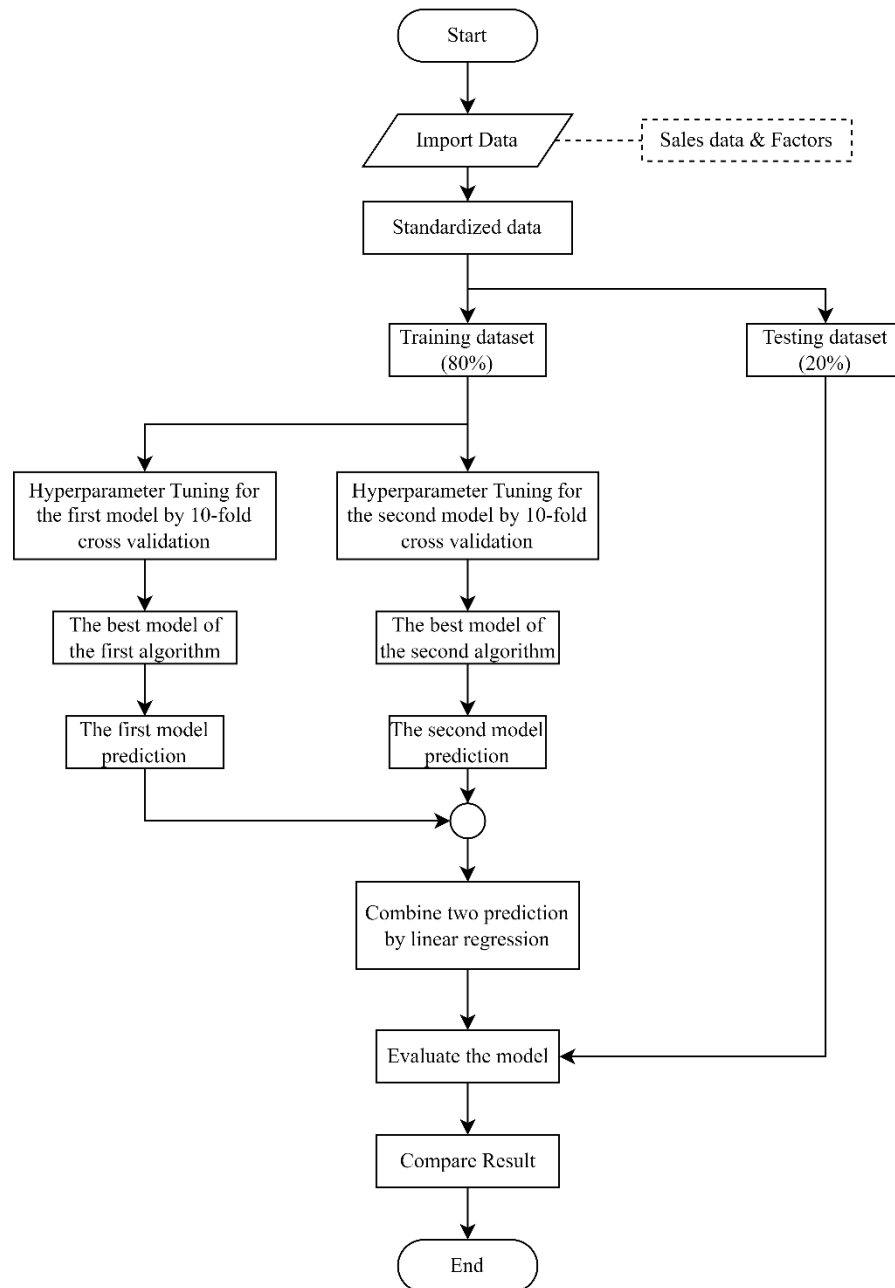 Start
Import Data
Sales data & Factors
Standardized data
Training dataset
(80%)
Testing dataset
(20%)
Hyperparameter Tuning for
the first model by 10-fold
cross validation
Hyperparameter Tuning for
the second model by 10-fold
cross validation
The best model of
the first algorithm
The best model of
the second algorithm
The first model
prediction
The second model
prediction
Combine two prediction
by linear regression
Evaluate the model
Compare Result
End